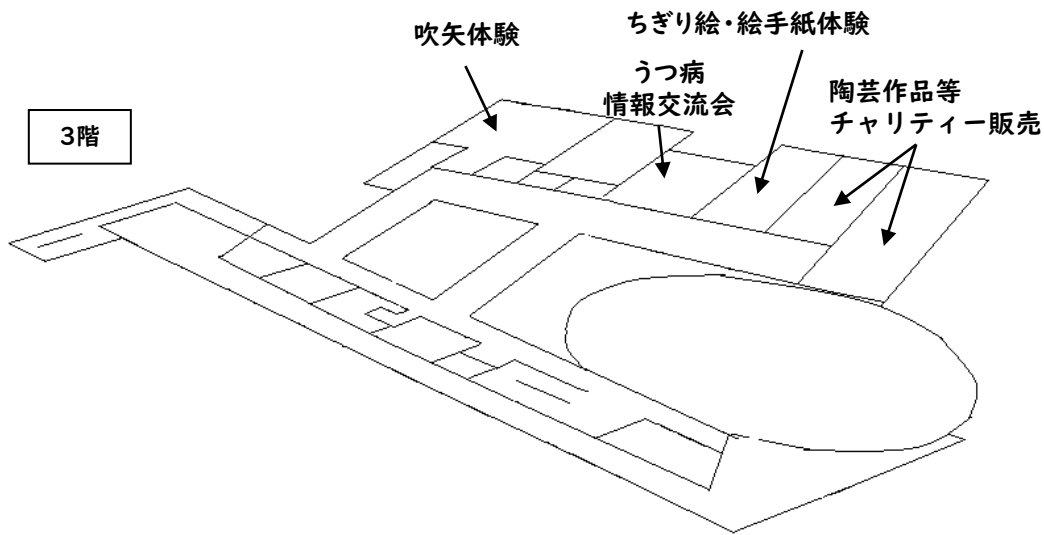 吹矢体験
ちぎり絵・絵手紙体験
うつ病
情報交流会
陶芸作品等
チャリティー販売
3階